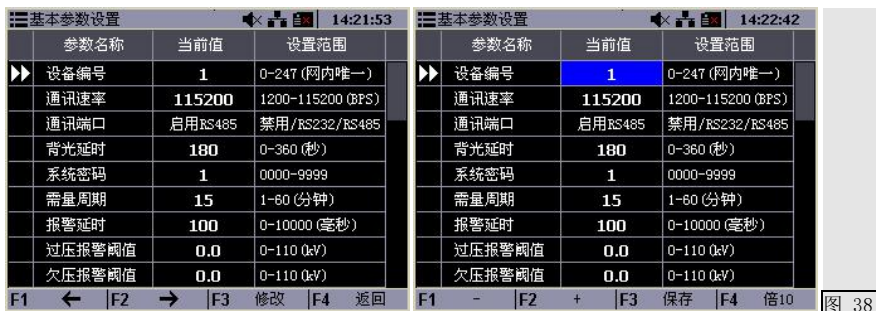 基本参数设置 14:21:53
参数名称 当前值 设置范围
设备编号 1 0-247(网内唯一)
通讯速率 115200 1200-115200(BPS)
通讯端口 启用RS485 禁用/RS232/RS485
背光延时 180 0-360(秒)
系统密码 1 0000-9999
需量周期 15 1-60(分钟)
报警延时 100 0-10000(毫秒)
过压报警阈值 0.0 0-110(kV)
欠压报警阈值 0.0 0-110(kV)
F1 ← F2 → F3 修改 F4 返回
基本参数设置 14:22:42
参数名称 当前值 设置范围
设备编号 1 0-247(网内唯一)
通讯速率 115200 1200-115200(BPS)
通讯端口 启用RS485 禁用/RS232/RS485
背光延时 180 0-360(秒)
系统密码 1 0000-9999
需量周期 15 1-60(分钟)
报警延时 100 0-10000(毫秒)
过压报警阈值 0.0 0-110(kV)
欠压报警阈值 0.0 0-110(kV)
F1 - F2 + F3 保存 F4 倍10
图 38